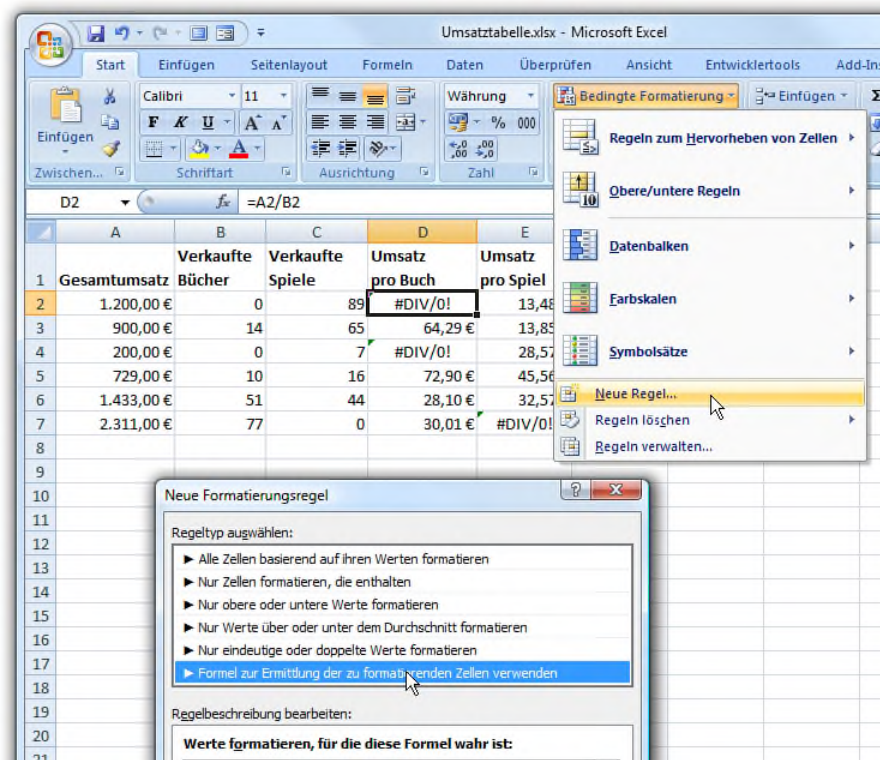 Umsatztabelle.xlsx - Microsoft Excel
Start Einfügen Seitenlayout Formeln Daten Überprüfen Ansicht Entwicklertools Add-Ins
Einfügen
Calibri 11
Währung
Bedingte Formatierung
Einfügen
F K U A A
% 000
Zwischen... Schriftart Ausrichtung Zahl
D2 fx =A2/B2
A B C D E
1 Gesamtumsatz Verkaufte Bücher Verkaufte Spiele Umsatz pro Buch Umsatz pro Spiel
2 1.200,00 € 0 89 #DIV/0! 13,48
3 900,00 € 14 65 64,29 € 13,85
4 200,00 € 0 7 #DIV/0! 28,57
5 729,00 € 10 16 72,90 € 45,56
6 1.433,00 € 51 44 28,10 € 32,57
7 2.311,00 € 77 0 30,01 € #DIV/0!
8
9
10
11
12
13
14
15
16
17
18
19
20
21
Regeln zum Hervorheben von Zellen
Obere/untere Regeln
Datenbalken
Farbskalen
Symbolsätze
Neue Regel...
Regeln löschen
Regeln verwalten...
Neue Formatierungsregel
Regeltyp auswählen:
► Alle Zellen basierend auf ihren Werten formatieren
► Nur Zellen formatieren, die enthalten
► Nur obere oder untere Werte formatieren
► Nur Werte über oder unter dem Durchschnitt formatieren
► Nur eindeutige oder doppelte Werte formatieren
► Formel zur Ermittlung der zu formatierenden Zellen verwenden
Regelbeschreibung bearbeiten:
Werte formatieren, für die diese Formel wahr ist: